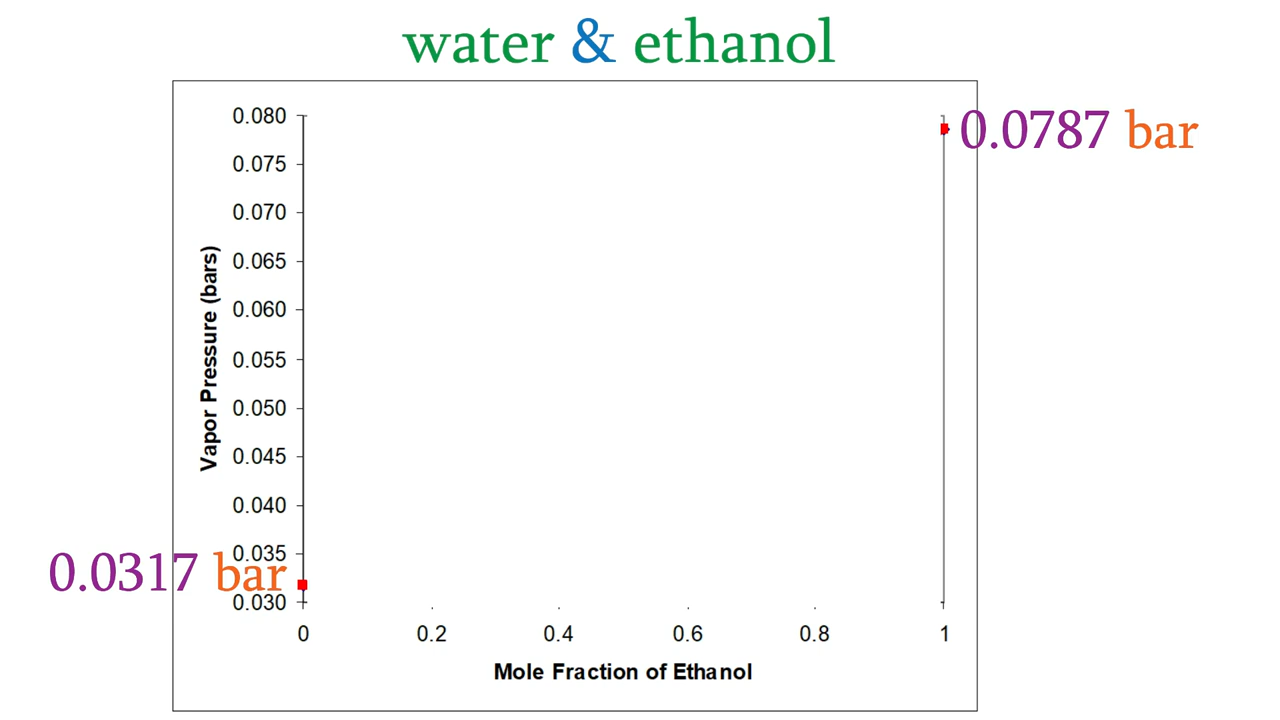 water & ethanol
0.080
0.0787 bar
0.075
0.070
0.065
0.060
0.055
0.050
0.045
0.040
0.035
0.0317 bar
0.030
Vapor Pressure (bars)
0 0.2 0.4 0.6 0.8 1
Mole Fraction of Ethanol